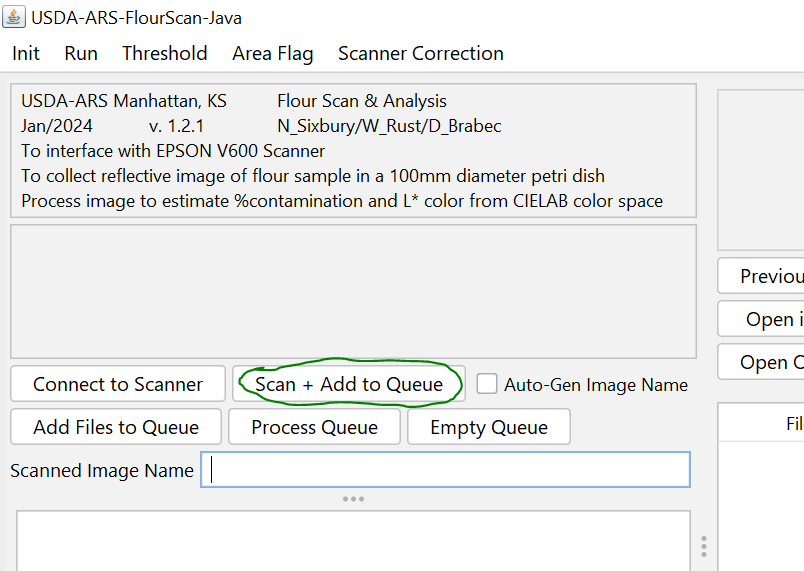 USDA-ARS-FlourScan-Java
Init Run Threshold Area Flag Scanner Correction
USDA-ARS Manhattan, KS Flour Scan & Analysis
Jan/2024 v. 1.2.1 N_Sixbury/W_Rust/D_Brabec
To interface with EPSON V600 Scanner
To collect reflective image of flour sample in a 100mm diameter petri dish
Process image to estimate %contamination and L* color from CIELAB color space
Previou
Open i
Open C
Connect to Scanner Scan + Add to Queue Auto-Gen Image Name
Add Files to Queue Process Queue Empty Queue
Scanned Image Name
Fil